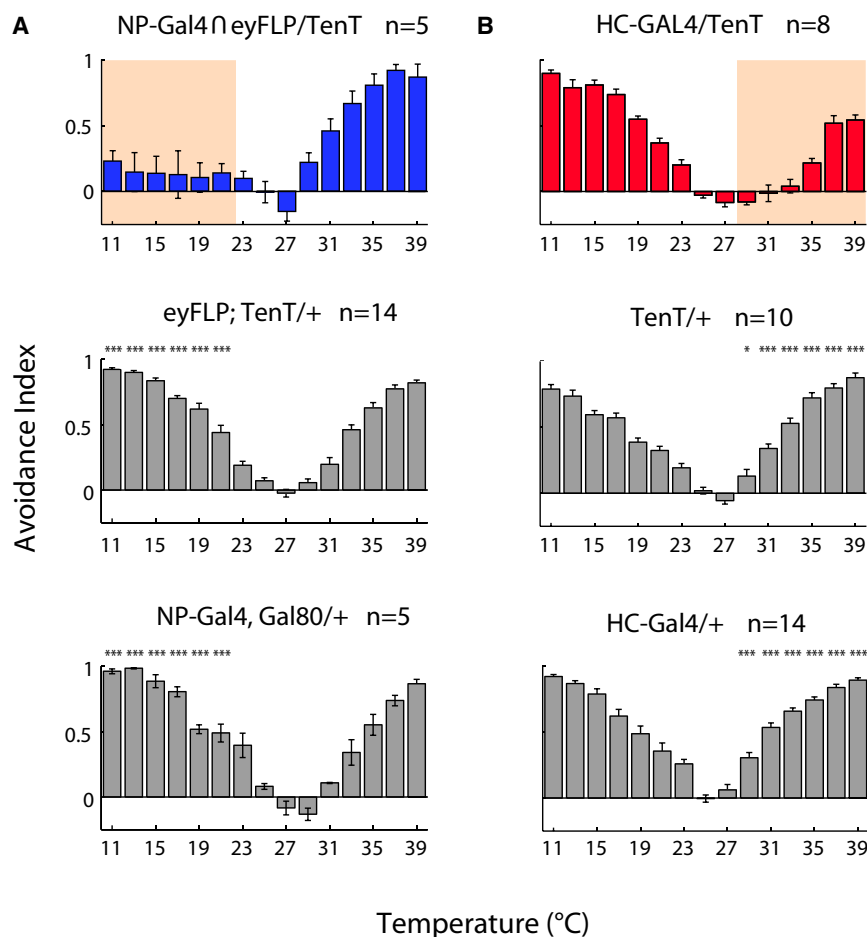 A
NP-Gal4∩eyFLP/TenT n=5
1
0.5
0
11 15 19 23 27 31 35 39
B
HC-GAL4/TenT n=8
11 15 19 23 27 31 35 39
eyFLP; TenT/+ n=14
*** *** *** *** *** ***
1
0.5
0
11 15 19 23 27 31 35 39
TenT/+ n=10
* *** *** *** *** ***
11 15 19 23 27 31 35 39
NP-Gal4, Gal80/+ n=5
*** *** *** *** *** ***
1
0.5
0
11 15 19 23 27 31 35 39
HC-Gal4/+ n=14
*** *** *** *** *** ***
11 15 19 23 27 31 35 39
Avoidance Index
Temperature (°C)